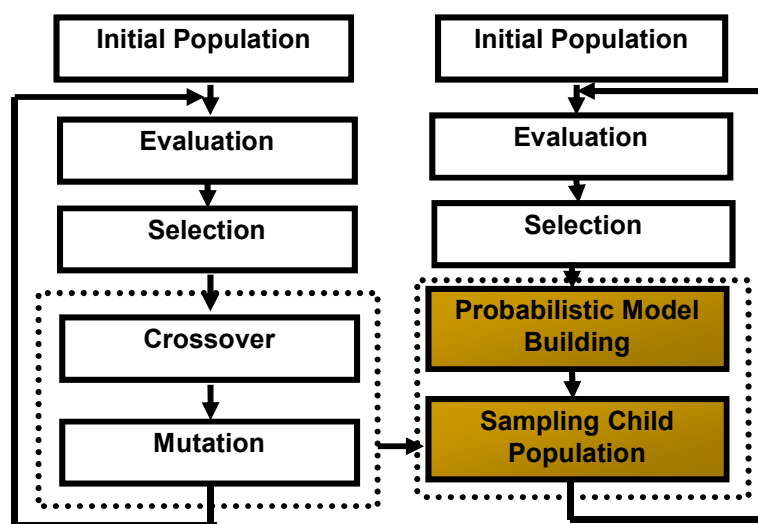 Initial Population
Evaluation
Selection
Crossover
Mutation
Initial Population
Evaluation
Selection
Probabilistic Model
Building
Sampling Child
Population